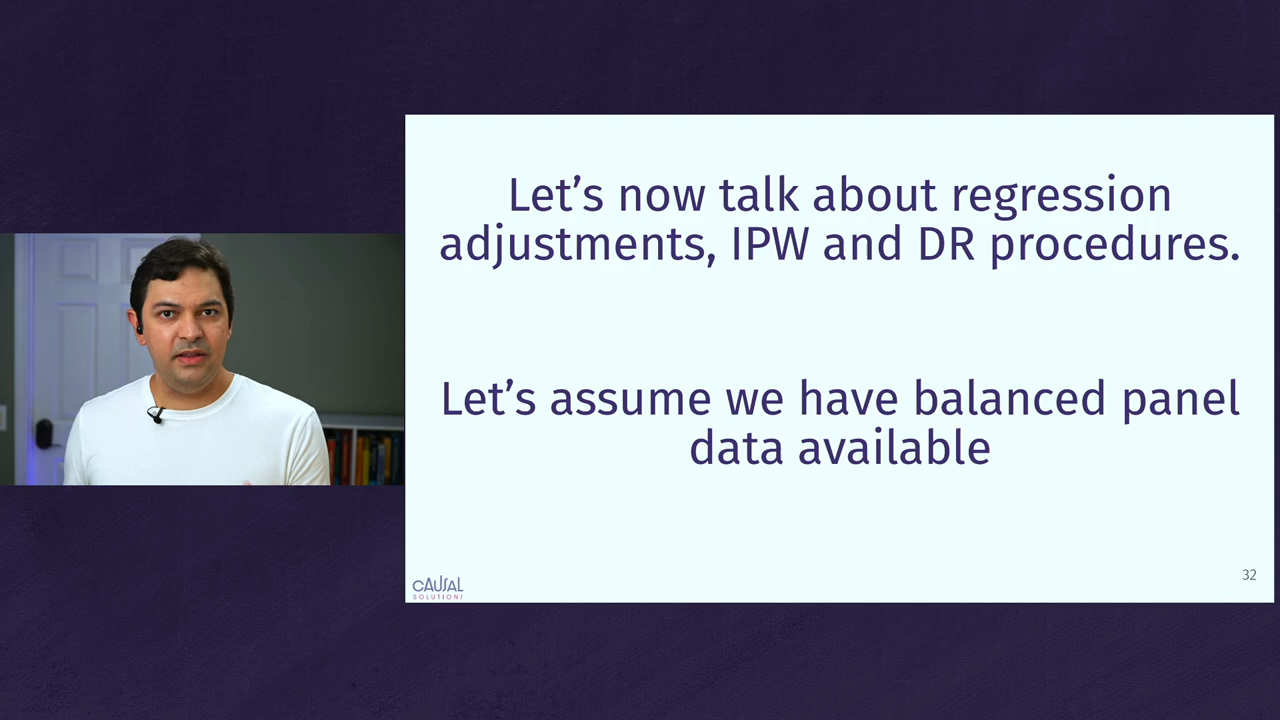 Let's now talk about regression
adjustments, IPW and DR procedures.
Let's assume we have balanced panel
data available
CAUSAL
SOLUTIONS
32